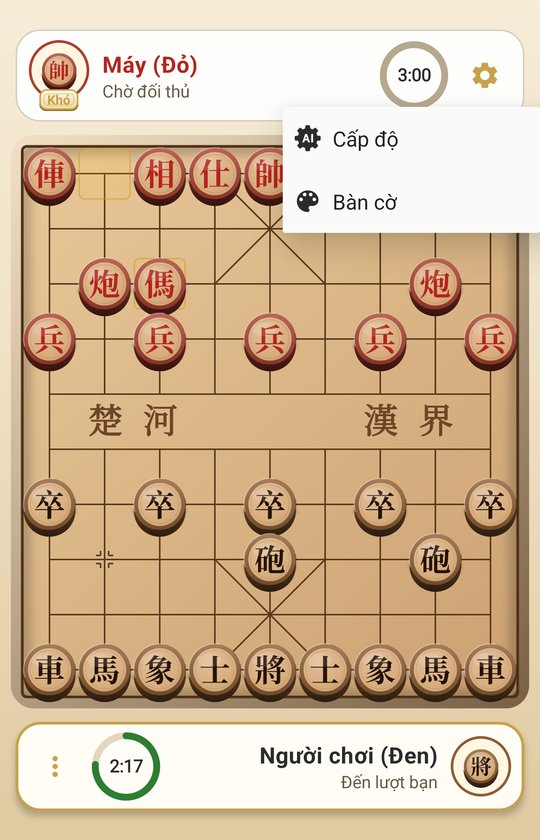 帥
Khó
Máy (Đỏ)
Chờ đối thủ
3:00
AI
Cấp độ
Bàn cờ
俥 相 仕 帥
炮 傌 炮
兵 兵 兵 兵 兵
楚 河 漢 界
卒 卒 卒 卒 卒
砲 砲
車 馬 象 士 將 士 象 馬 車
2:17
Người chơi (Đen)
Đến lượt bạn
將